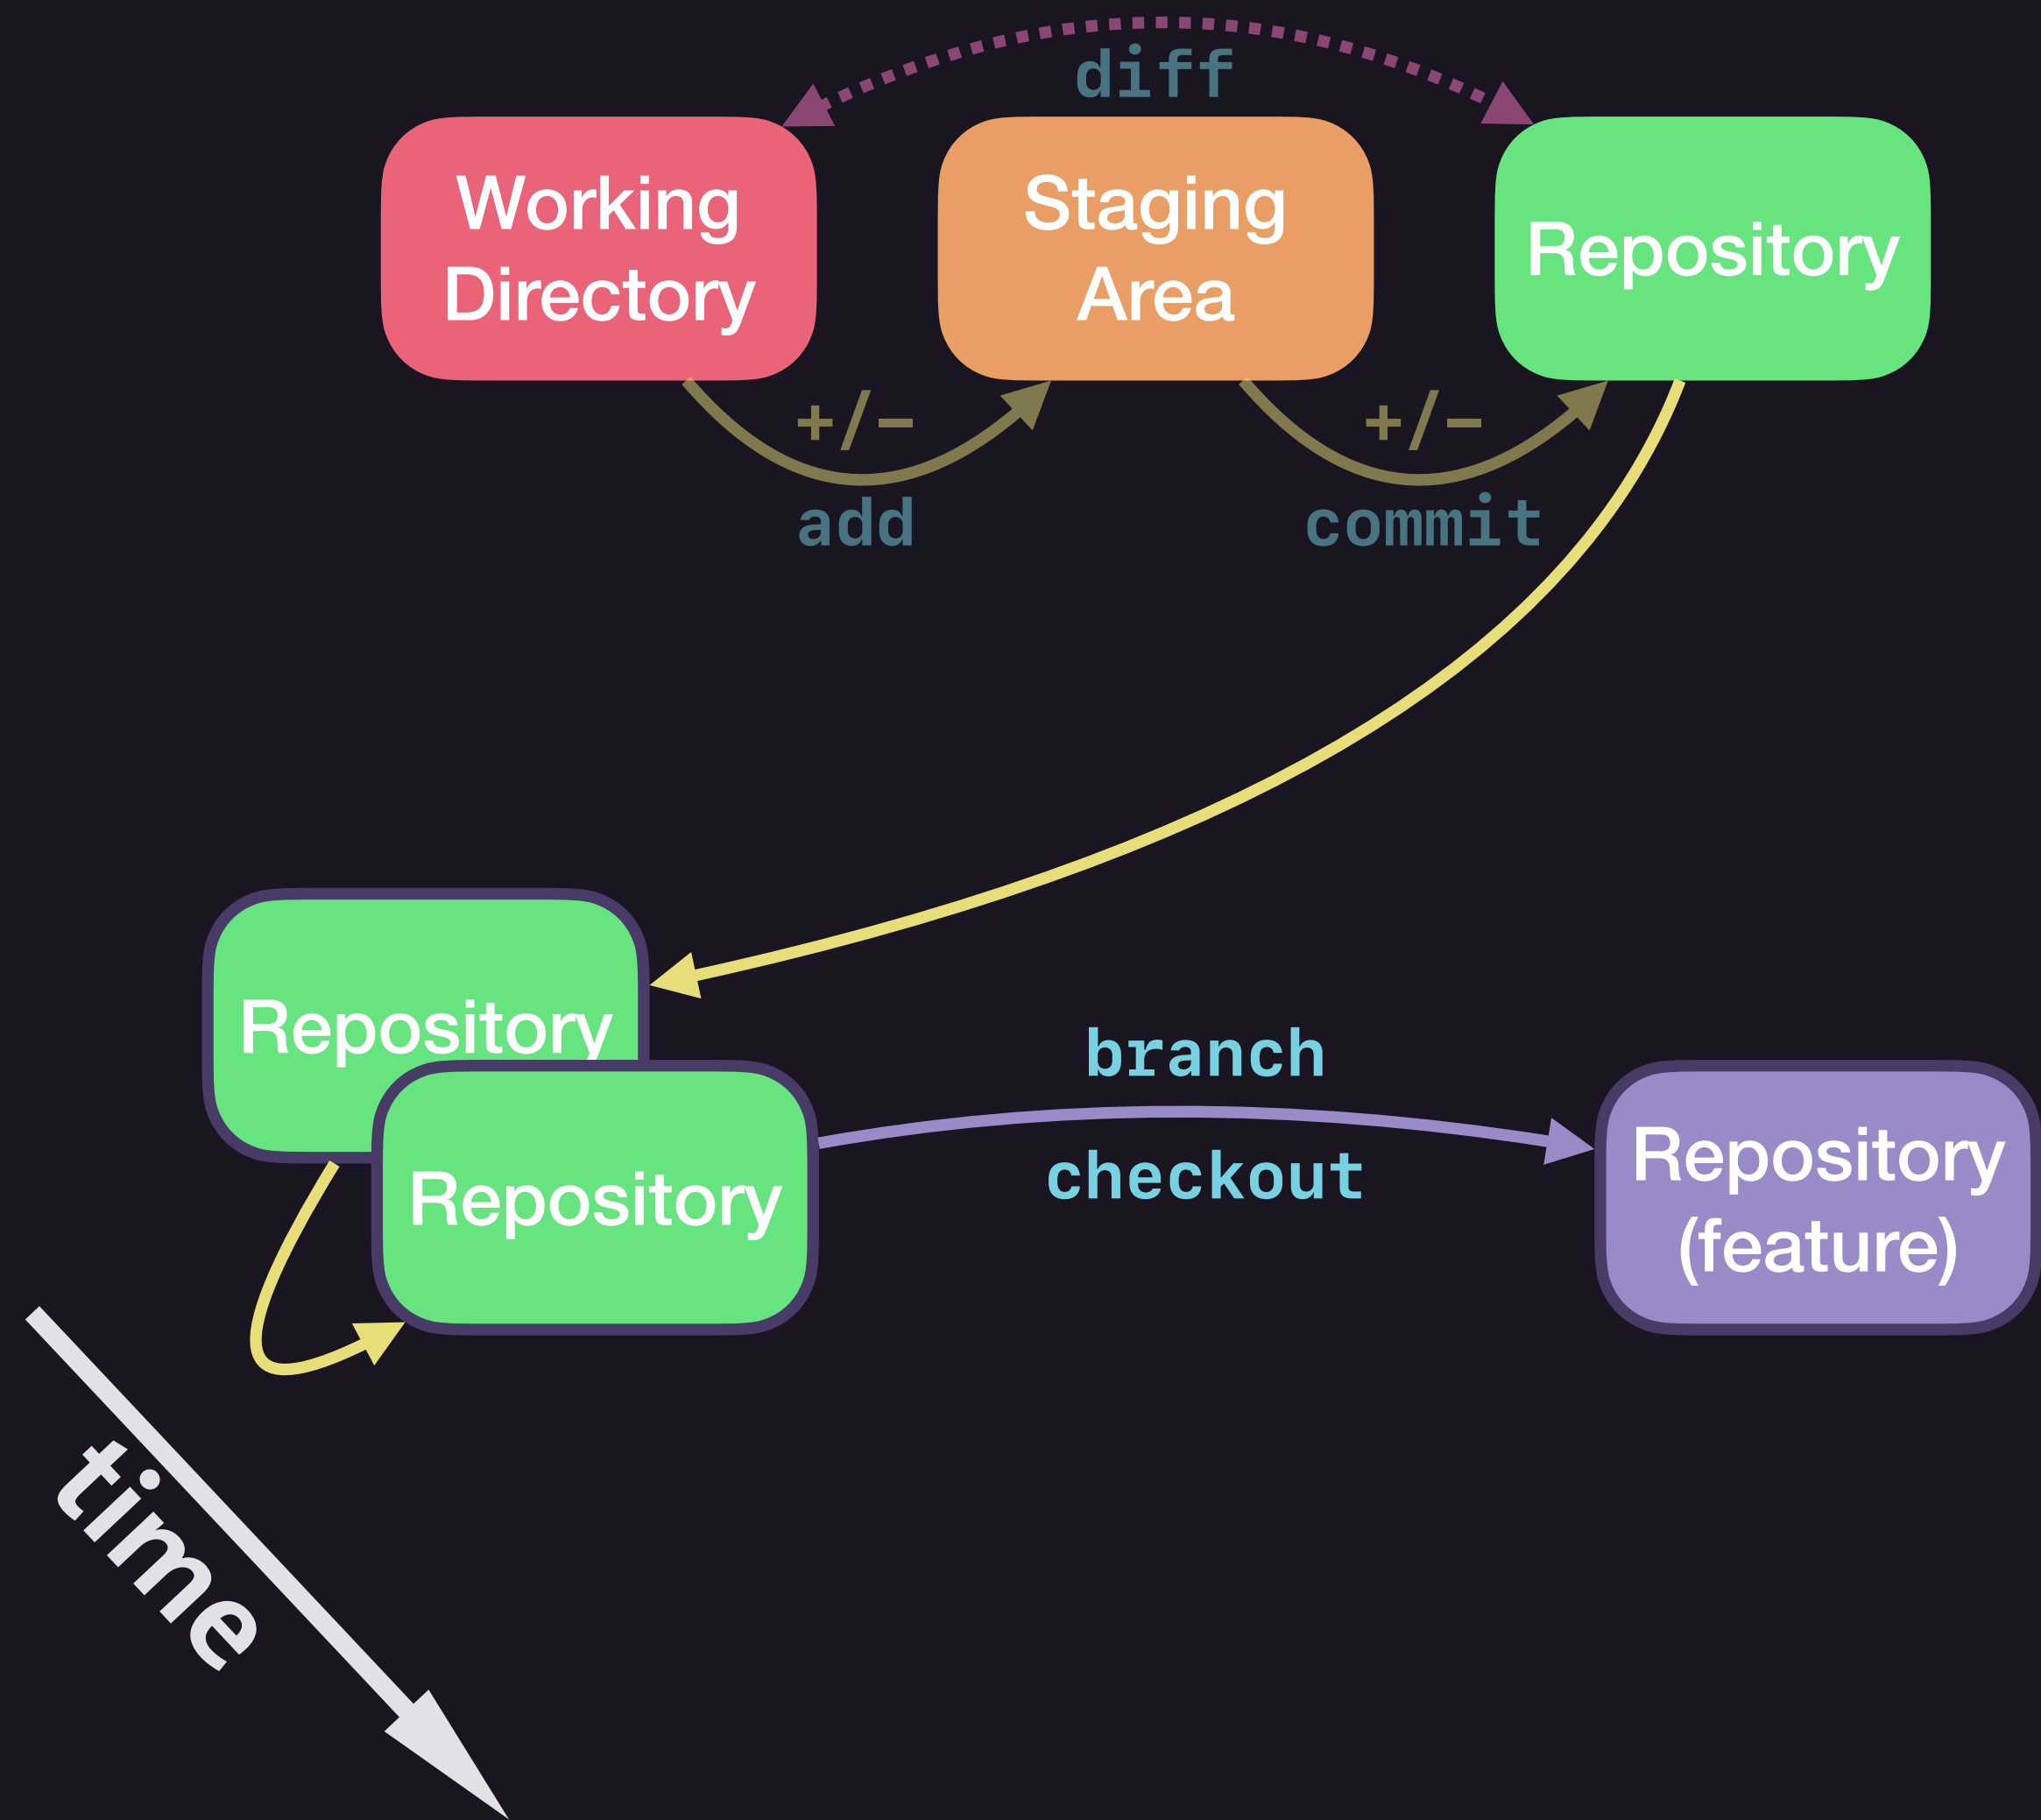 diff
Working
Directory
Staging
Area
Repository
+/-
+/-
add
commit
Repository
branch
checkout
Repository
Repository
(feature)
time